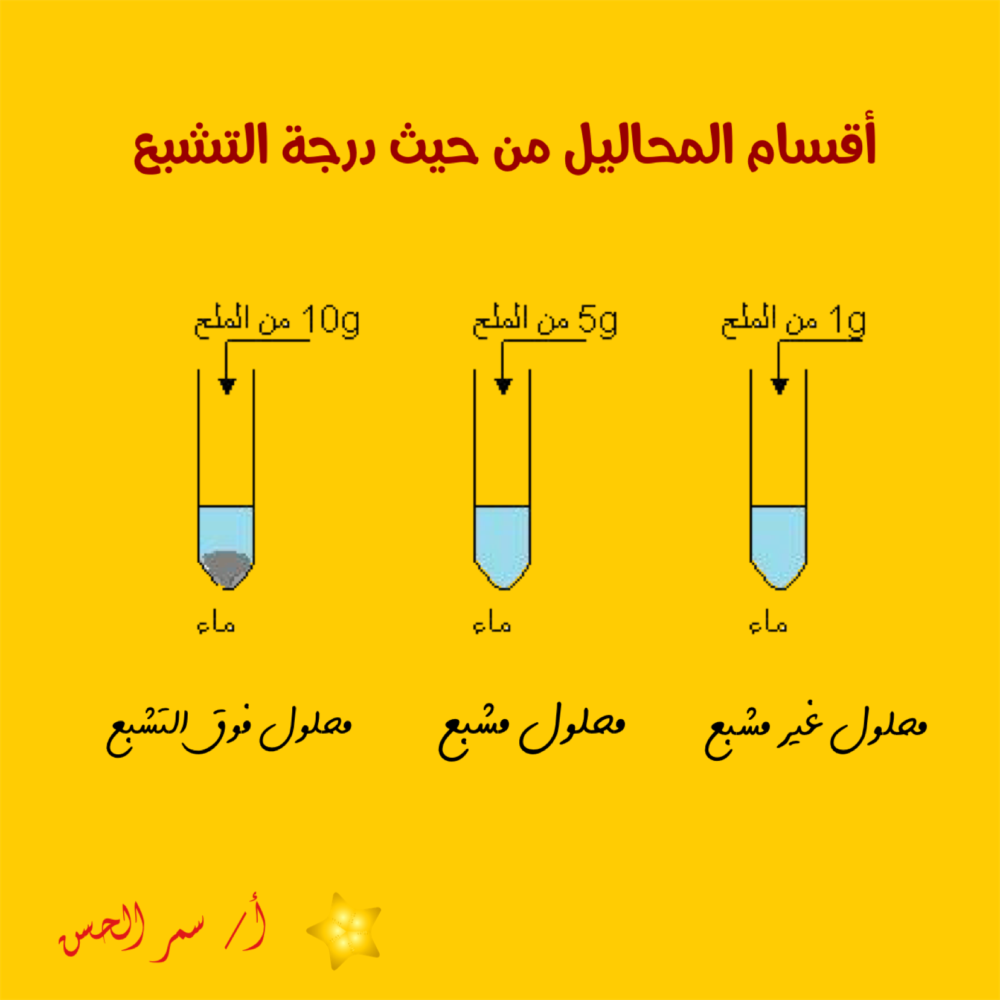 أقسام المحاليل من حيث درجة التشبع
1g من الملح
5g من الملح
10g من الملح
ماء
ماء
ماء
محلول غير مشبع
محلول مشبع
محلول فوق التشبع
أ/ سمر الحس